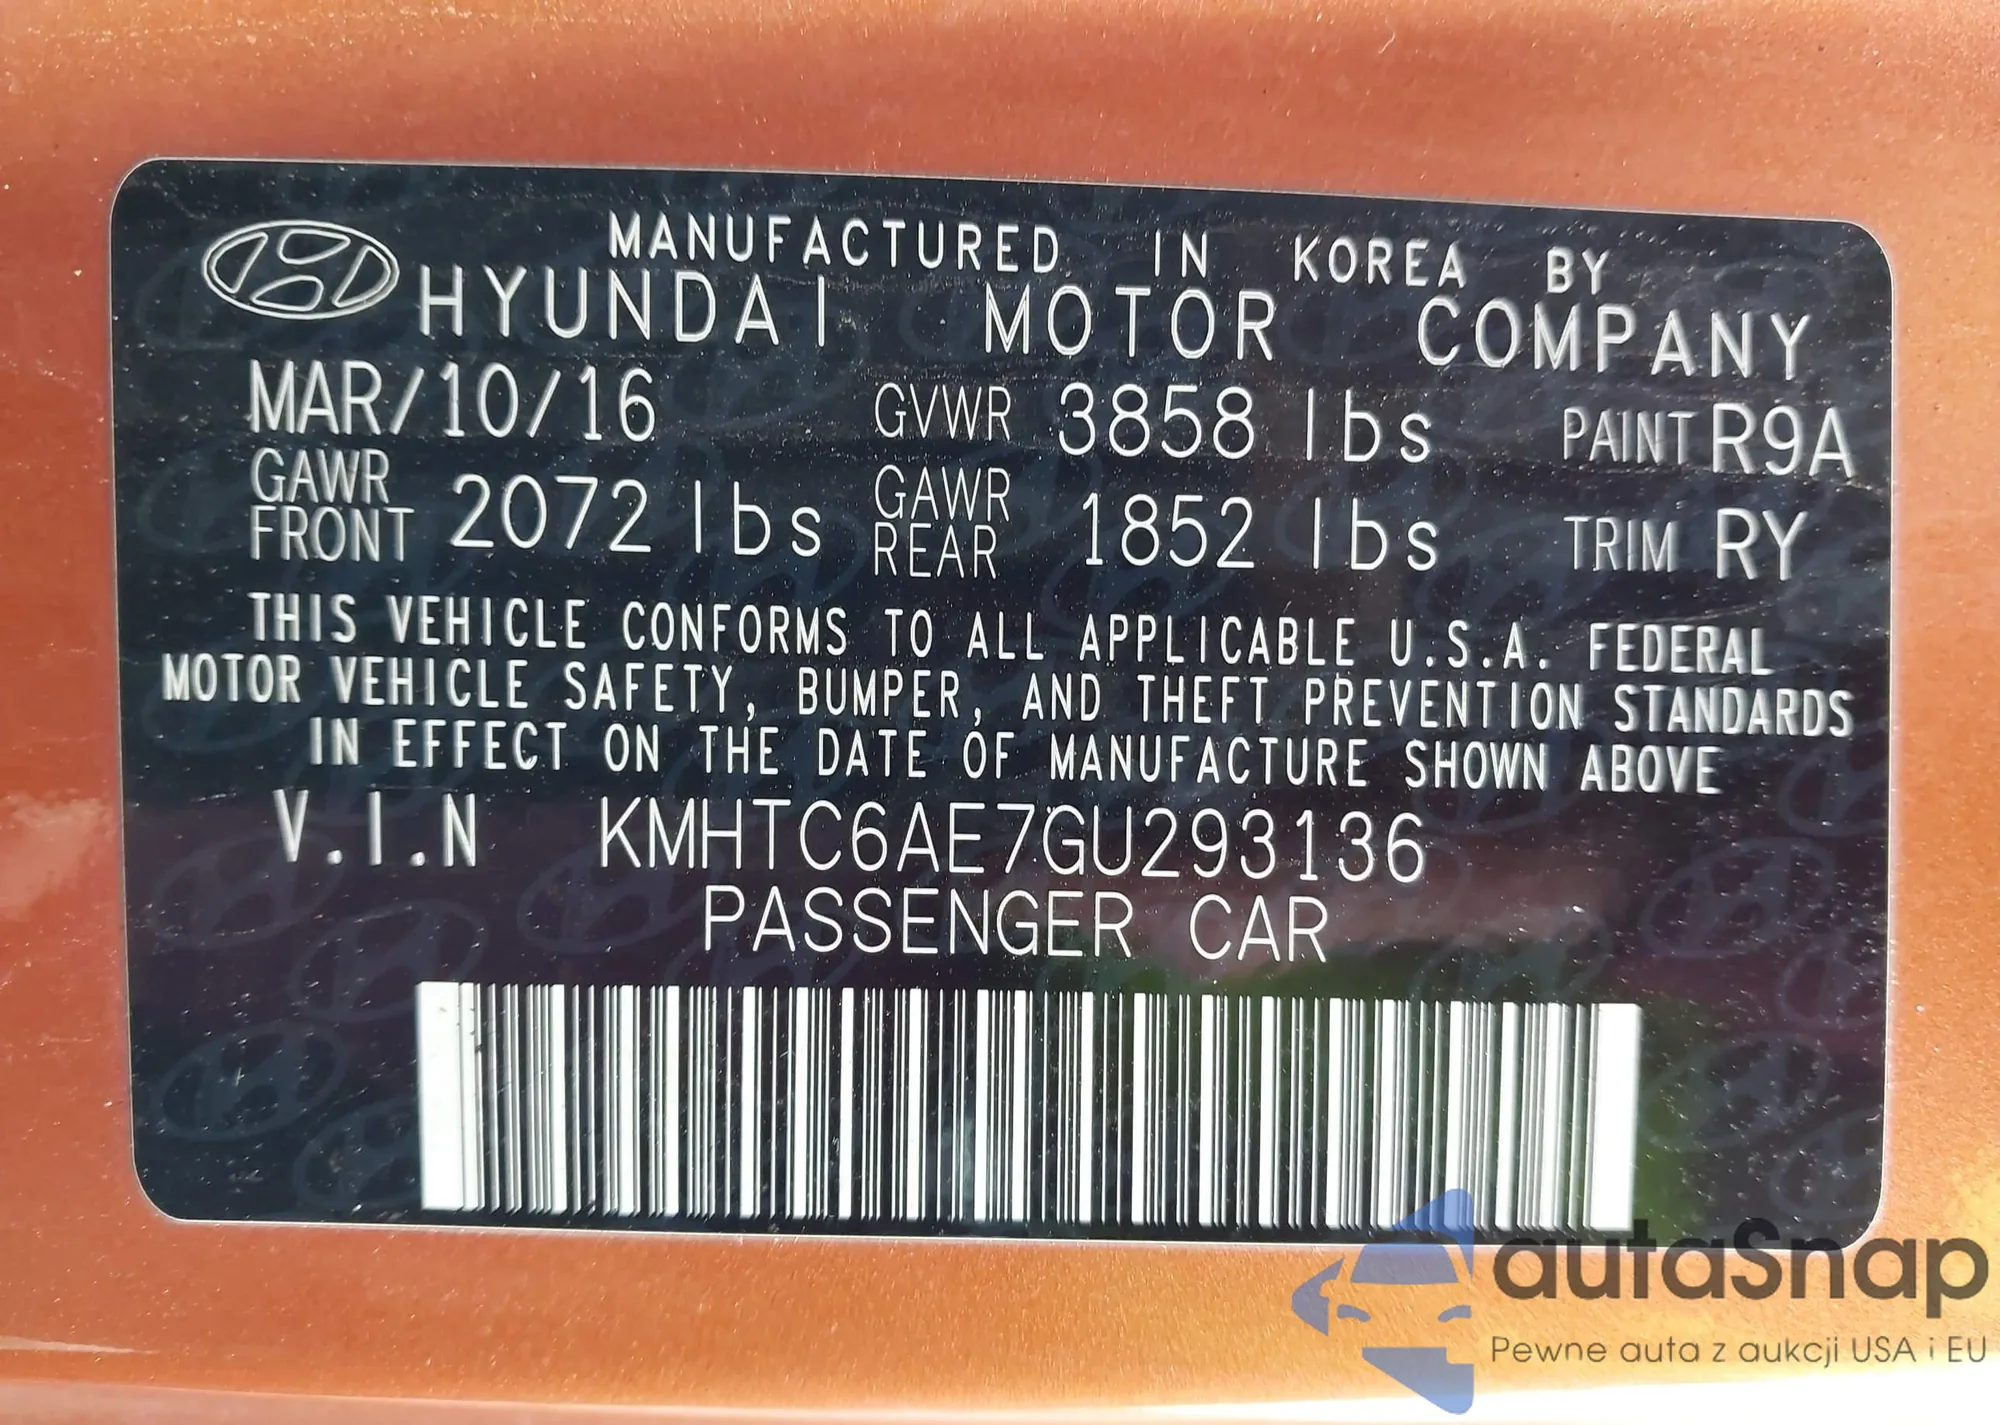 MANUFACTURED IN KOREA BY
HYUNDAI MOTOR COMPANY
MAR/10/16 GVWR 3858 lbs PAINT R9A
GAWR FRONT 2072 lbs GAWR REAR 1852 lbs TRIM RY
THIS VEHICLE CONFORMS TO ALL APPLICABLE U.S.A. FEDERAL
MOTOR VEHICLE SAFETY, BUMPER, AND THEFT PREVENTION STANDARDS
IN EFFECT ON THE DATE OF MANUFACTURE SHOWN ABOVE
V.I.N KMHTC6AE7GU293136
PASSENGER CAR
autaSnap
Pewne auta z aukcji USA i EU